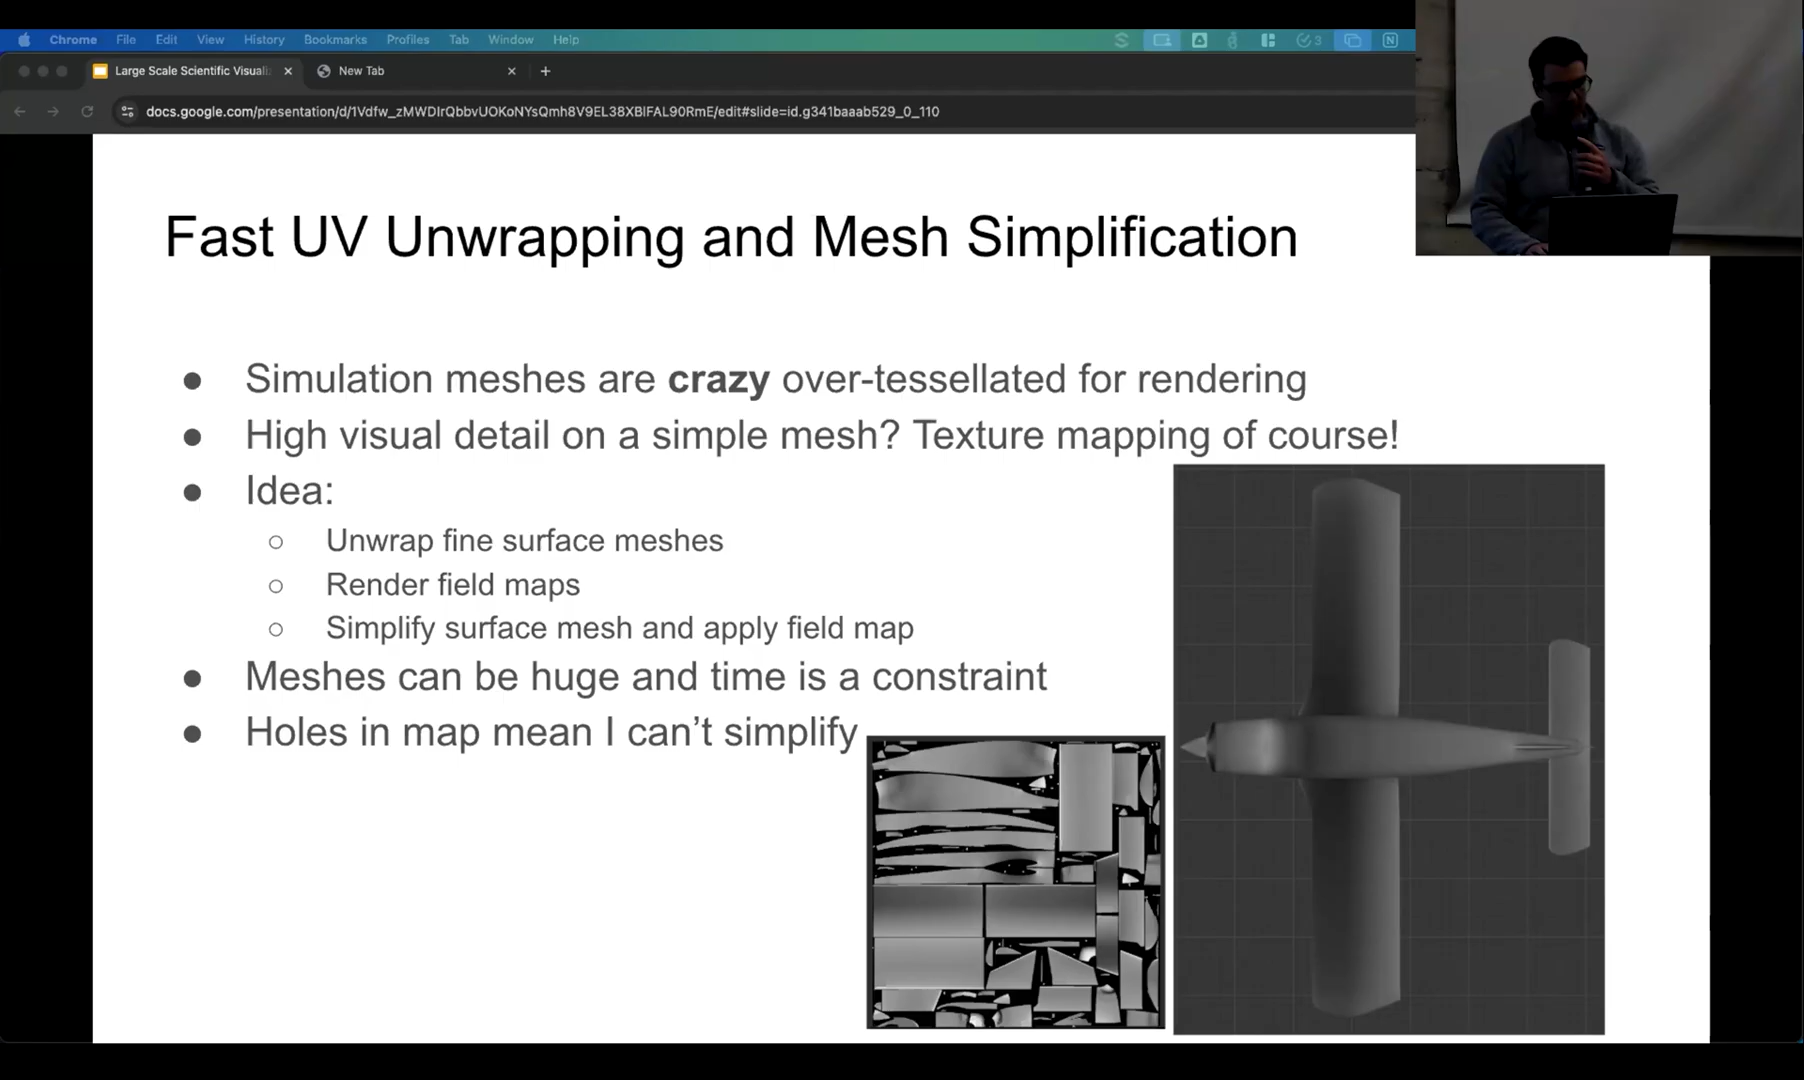 Chrome File Edit View History Bookmarks Profiles Tab Window Help
3
Large Scale Scientific Visuali
New Tab
docs.google.com/presentation/d/1Vdfw_zMWDIrQbbvUOKoNYsQmh8V9EL38XBIFAL90RmE/edit#slide=id.g341baaab529_0_110
Fast UV Unwrapping and Mesh Simplification
● Simulation meshes are crazy over-tessellated for rendering
● High visual detail on a simple mesh? Texture mapping of course!
● Idea:
○ Unwrap fine surface meshes
○ Render field maps
○ Simplify surface mesh and apply field map
● Meshes can be huge and time is a constraint
● Holes in map mean I can’t simplify